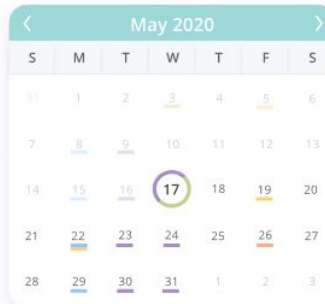 May 2020
S M T W T F S
31 1 2 3 4 5 6
7 8 9 10 11 12 13
14 15 16 17 18 19 20
21 22 23 24 25 26 27
28 29 30 31 1 2 3